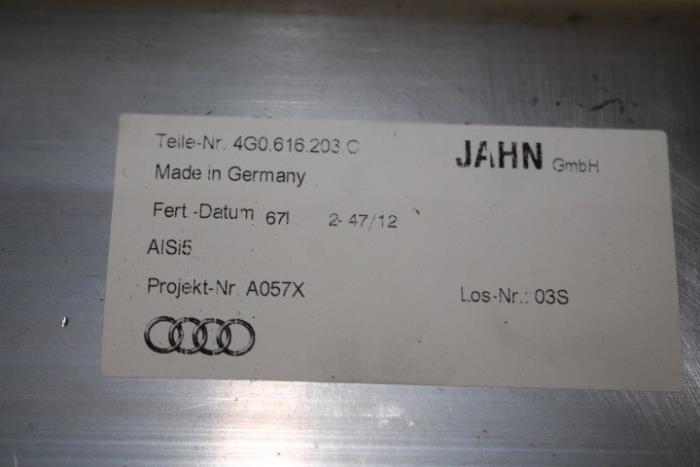 Teile-Nr. 4G0.616.203.C
JAHN GmbH
Made in Germany
Fert.-Datum 67l 2- 47/12
AlSi5
Projekt-Nr. A057X
Los-Nr.: 03S